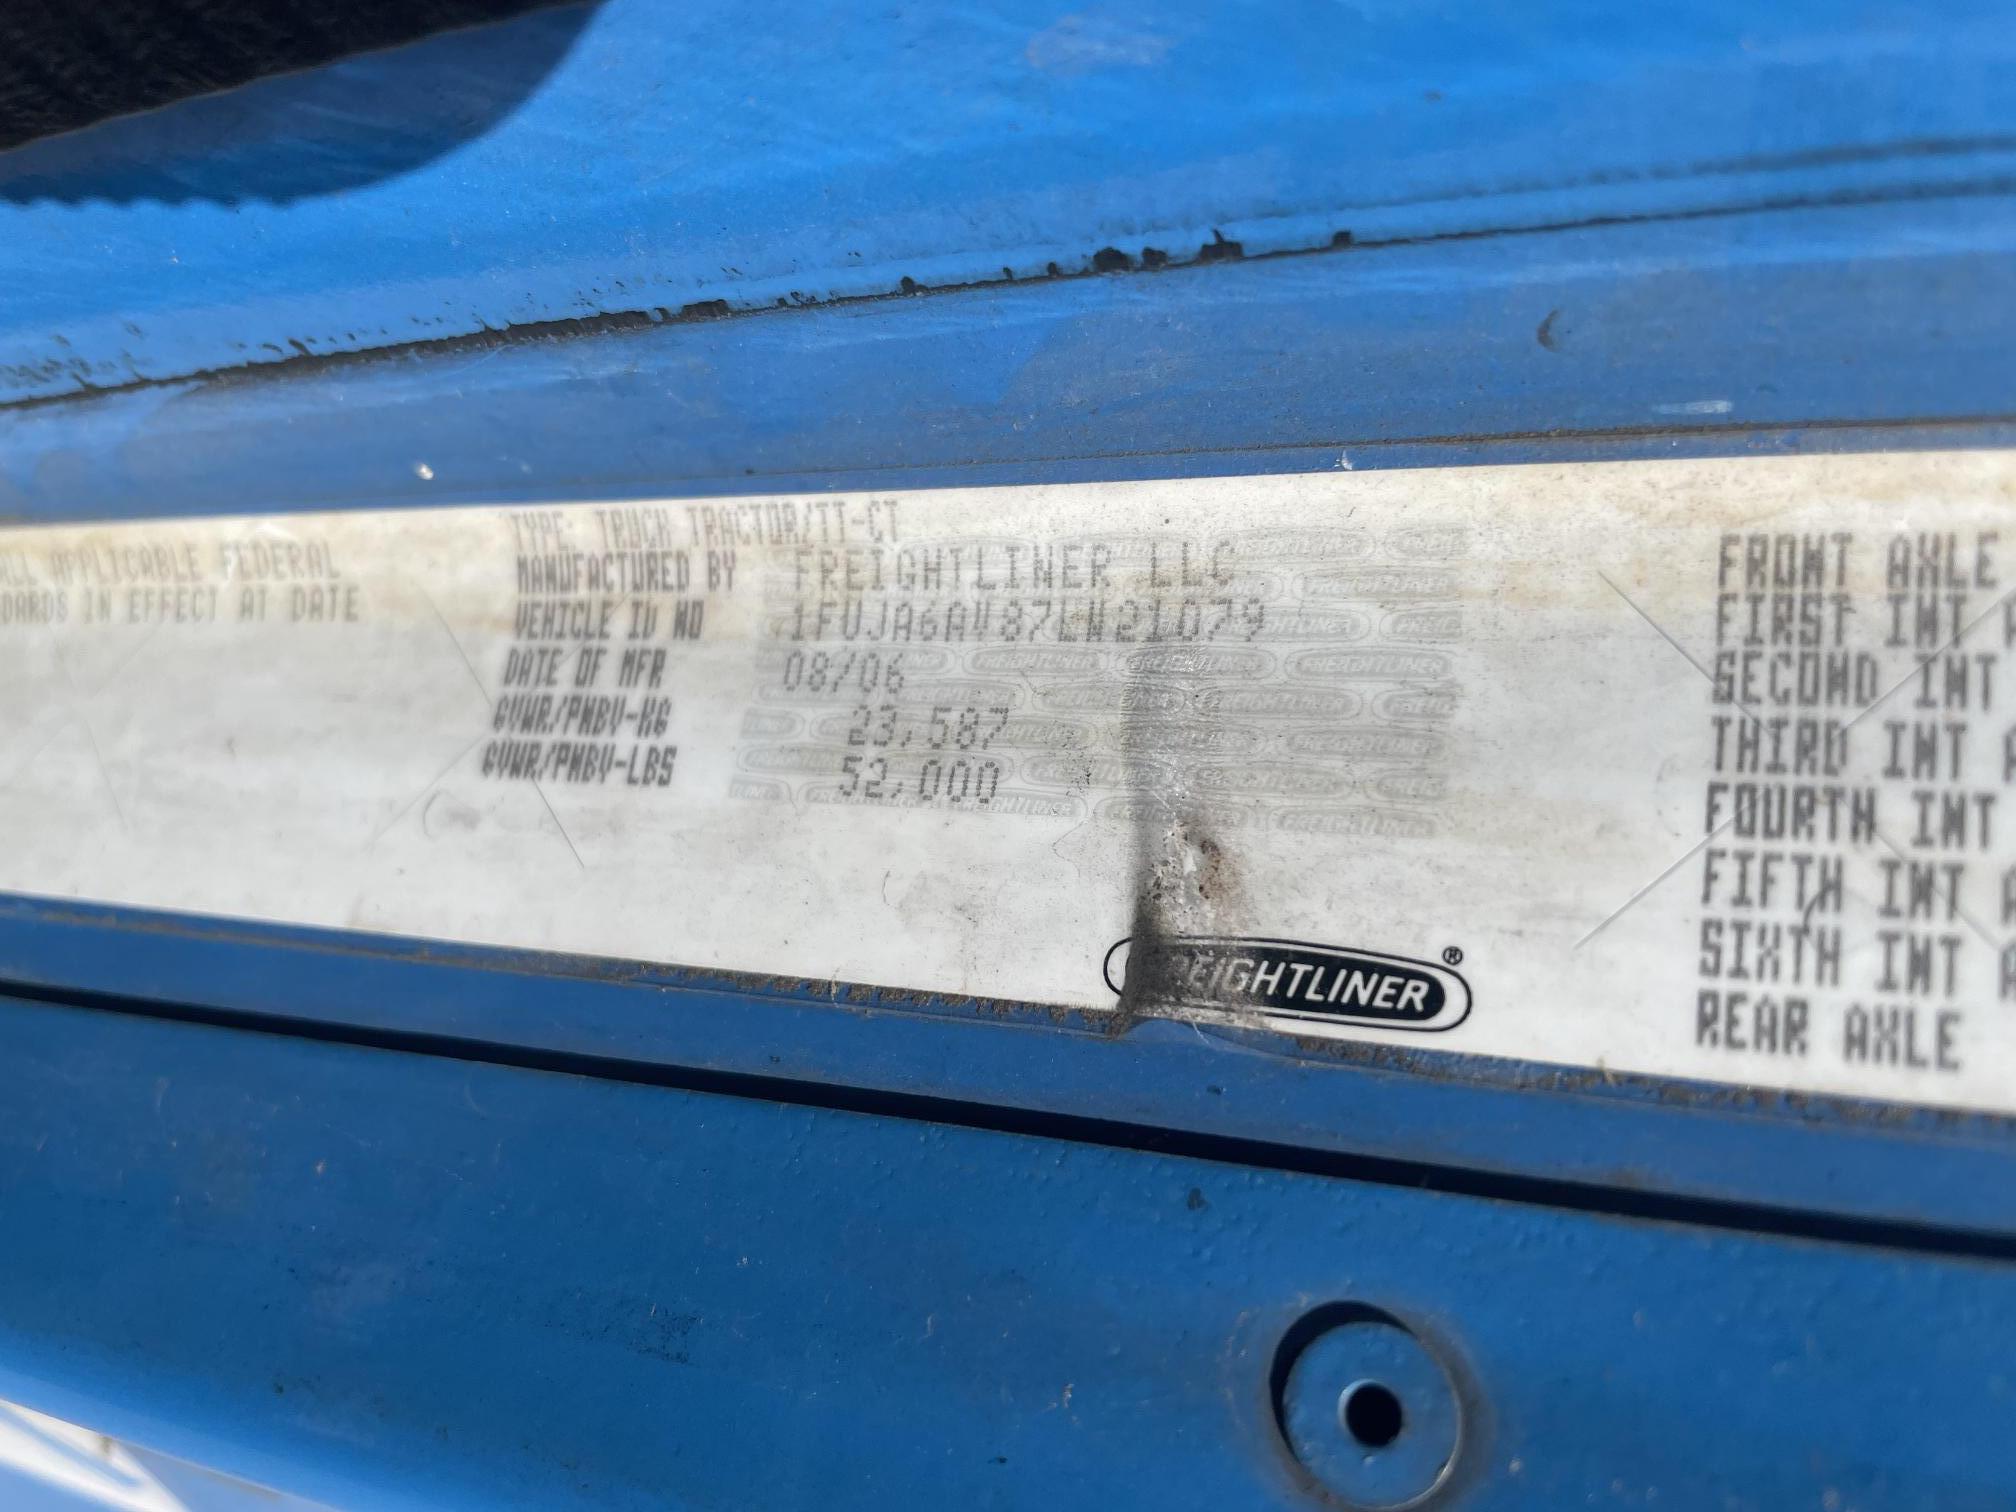 ALL APPLICABLE FEDERAL
DARDS IN EFFECT AT DATE
TYPE: TRUCK TRACTOR/TT-CT
MANUFACTURED BY FREIGHTLINER LLC
VEHICLE ID NO 1FUJA6AV87LW21079
DATE OF MFR 08/06
GVWR/PNBV-KG 23,587
GVWR/PNBV-LBS 52,000
FREIGHTLINER®
FRONT AXLE
FIRST INT
SECOND INT
THIRD INT A
FOURTH INT
FIFTH INT A
SIXTH INT A
REAR AXLE